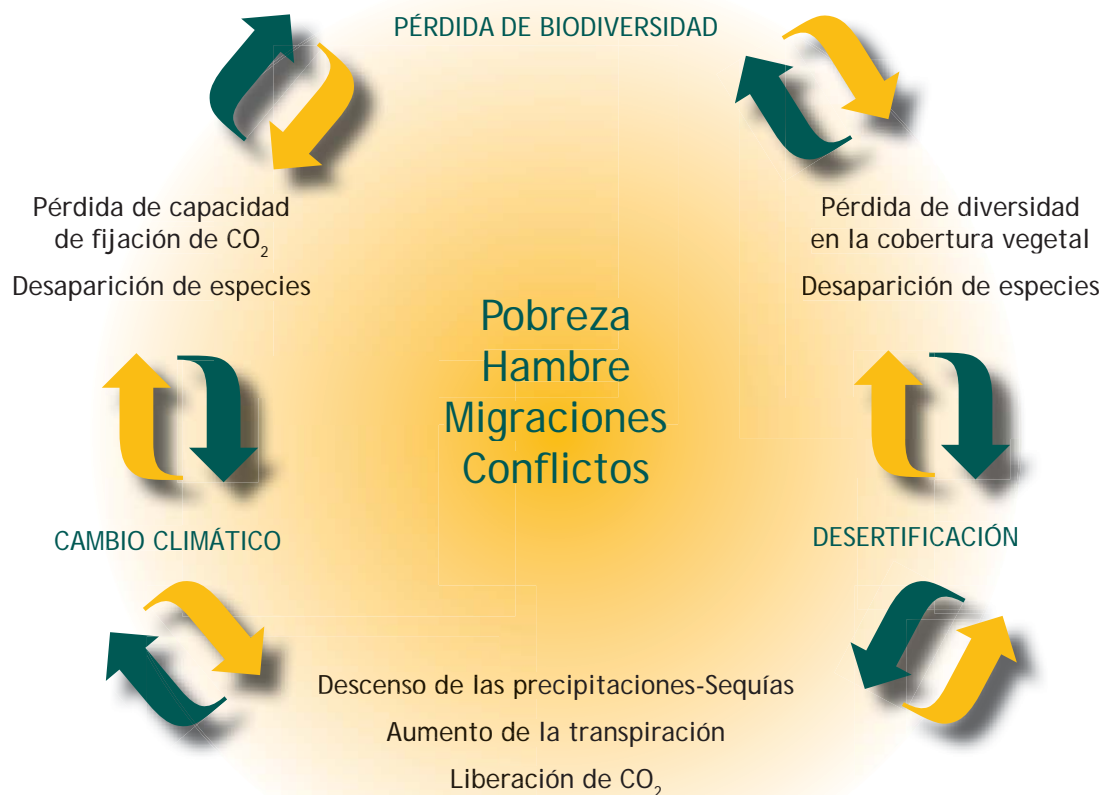 PÉRDIDA DE BIODIVERSIDAD
Pérdida de capacidad
de fijación de CO₂
Desaparición de especies
Pérdida de diversidad
en la cobertura vegetal
Desaparición de especies
Pobreza
Hambre
Migraciones
Conflictos
CAMBIO CLIMÁTICO
DESERTIFICACIÓN
Descenso de las precipitaciones-Sequías
Aumento de la transpiración
Liberación de CO₂